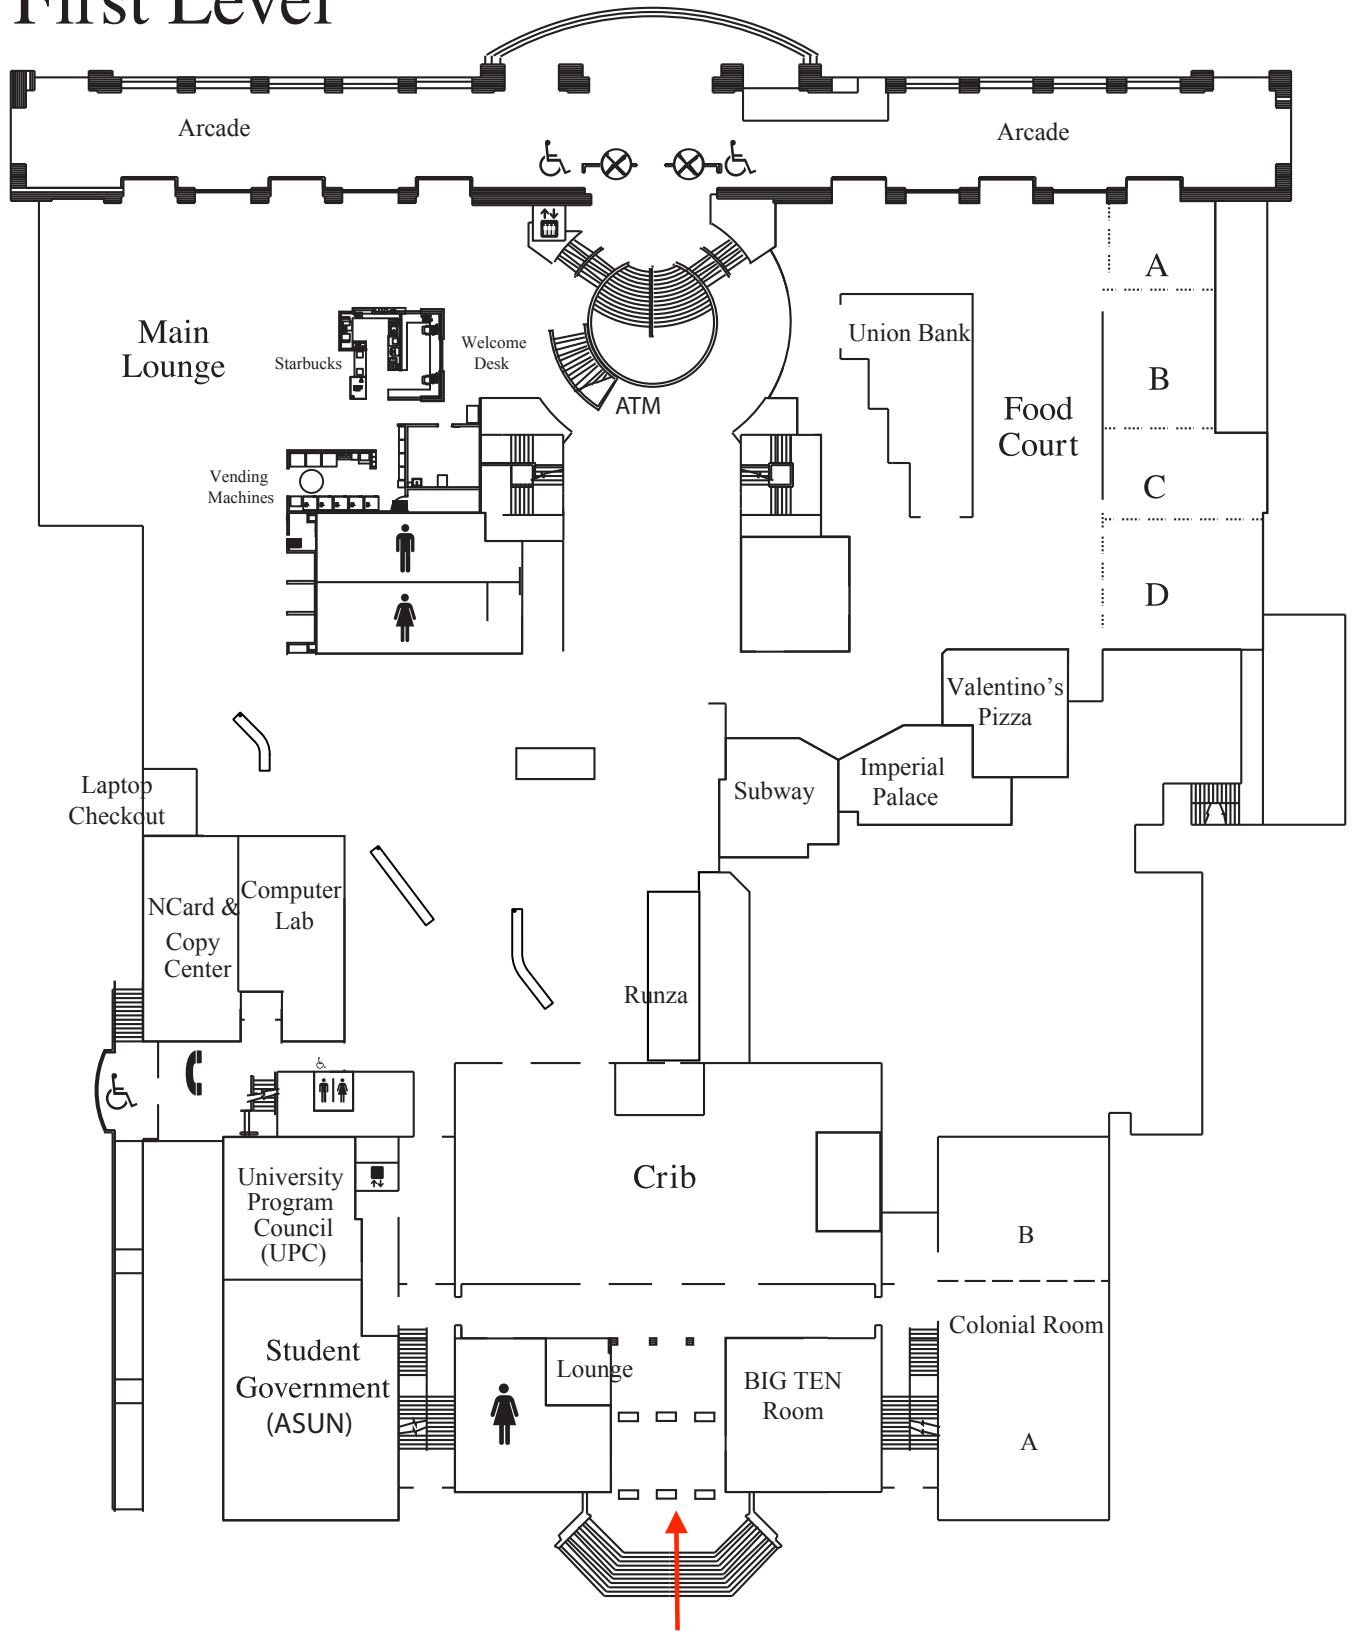 First Level
Arcade
Arcade
A
Main
Lounge
Starbucks
Welcome
Desk
ATM
Union Bank
Food
Court
B
C
D
Vending
Machines
Valentino’s
Pizza
Imperial
Palace
Subway
Laptop
Checkout
NCard &
Copy
Center
Computer
Lab
Runza
University
Program
Council
(UPC)
Crib
B
Colonial Room
A
Student
Government
(ASUN)
Lounge
BIG TEN
Room